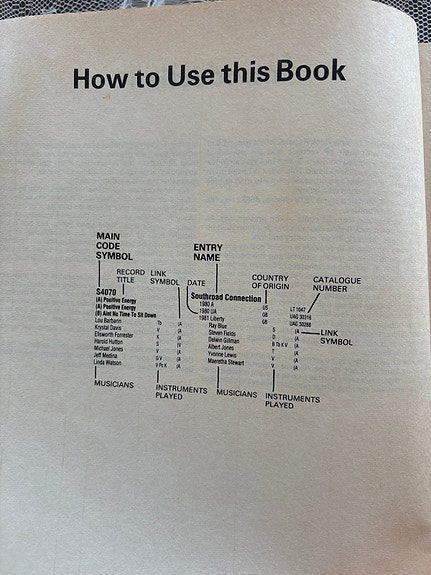 How to Use this Book
MAIN
CODE
SYMBOL
ENTRY
NAME
RECORD
TITLE
LINK
SYMBOL
DATE
COUNTRY
OF ORIGIN
CATALOGUE
NUMBER
S4070 Southroad Connection
(A) Positive Energy 1980 A US LT 1047
(A) Positive Energy 1980 UA GB UAG 30316
(B) Aint No Time To Sit Down 1981 Liberty GB UAG 30288
Lou Barbarin Tb (A Ray Blue S (A
Krystal Davis V (A Steven Fields D (A
Ellsworth Forrester K (A Delwin Gillman B Tb K V (A
Harold Hutton S Albert Jones T (A
Michael Jones V (A Yvonne Lewis V (A
Jeff Medina G V (A Maeretha Stewart V (A
Linda Watson (A
LINK
SYMBOL
MUSICIANS
INSTRUMENTS
PLAYED
MUSICIANS
INSTRUMENTS
PLAYED